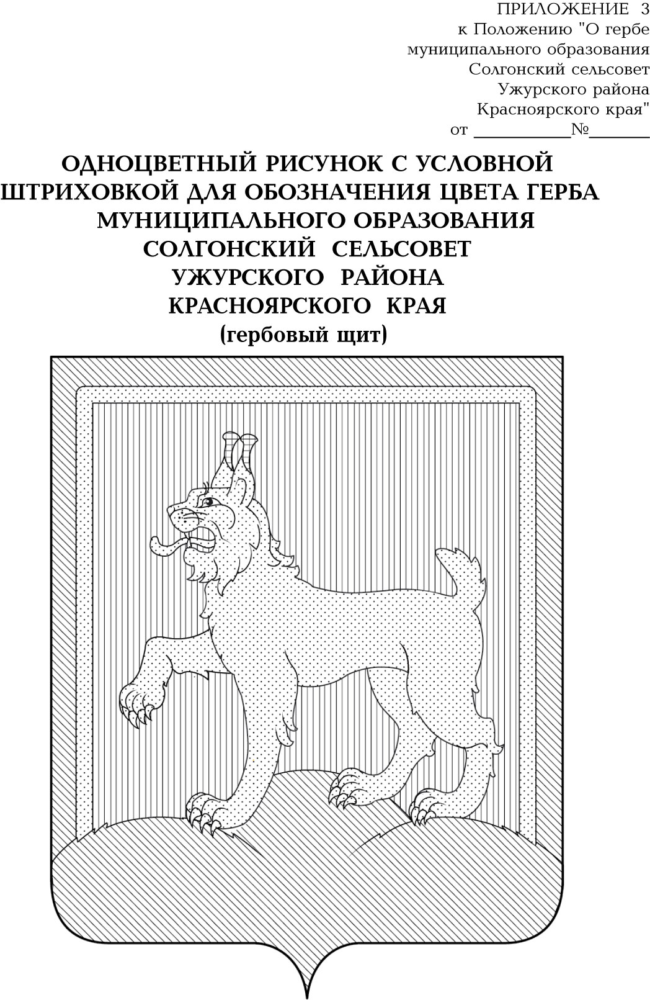 ПРИЛОЖЕНИЕ 3
к Положению "О гербе
муниципального образования
Солгонский сельсовет
Ужурского района
Красноярского края"
от ____________№________
ОДНОЦВЕТНЫЙ РИСУНОК С УСЛОВНОЙ
ШТРИХОВКОЙ ДЛЯ ОБОЗНАЧЕНИЯ ЦВЕТА ГЕРБА
МУНИЦИПАЛЬНОГО ОБРАЗОВАНИЯ
СОЛГОНСКИЙ СЕЛЬСОВЕТ
УЖУРСКОГО РАЙОНА
КРАСНОЯРСКОГО КРАЯ
(гербовый щит)